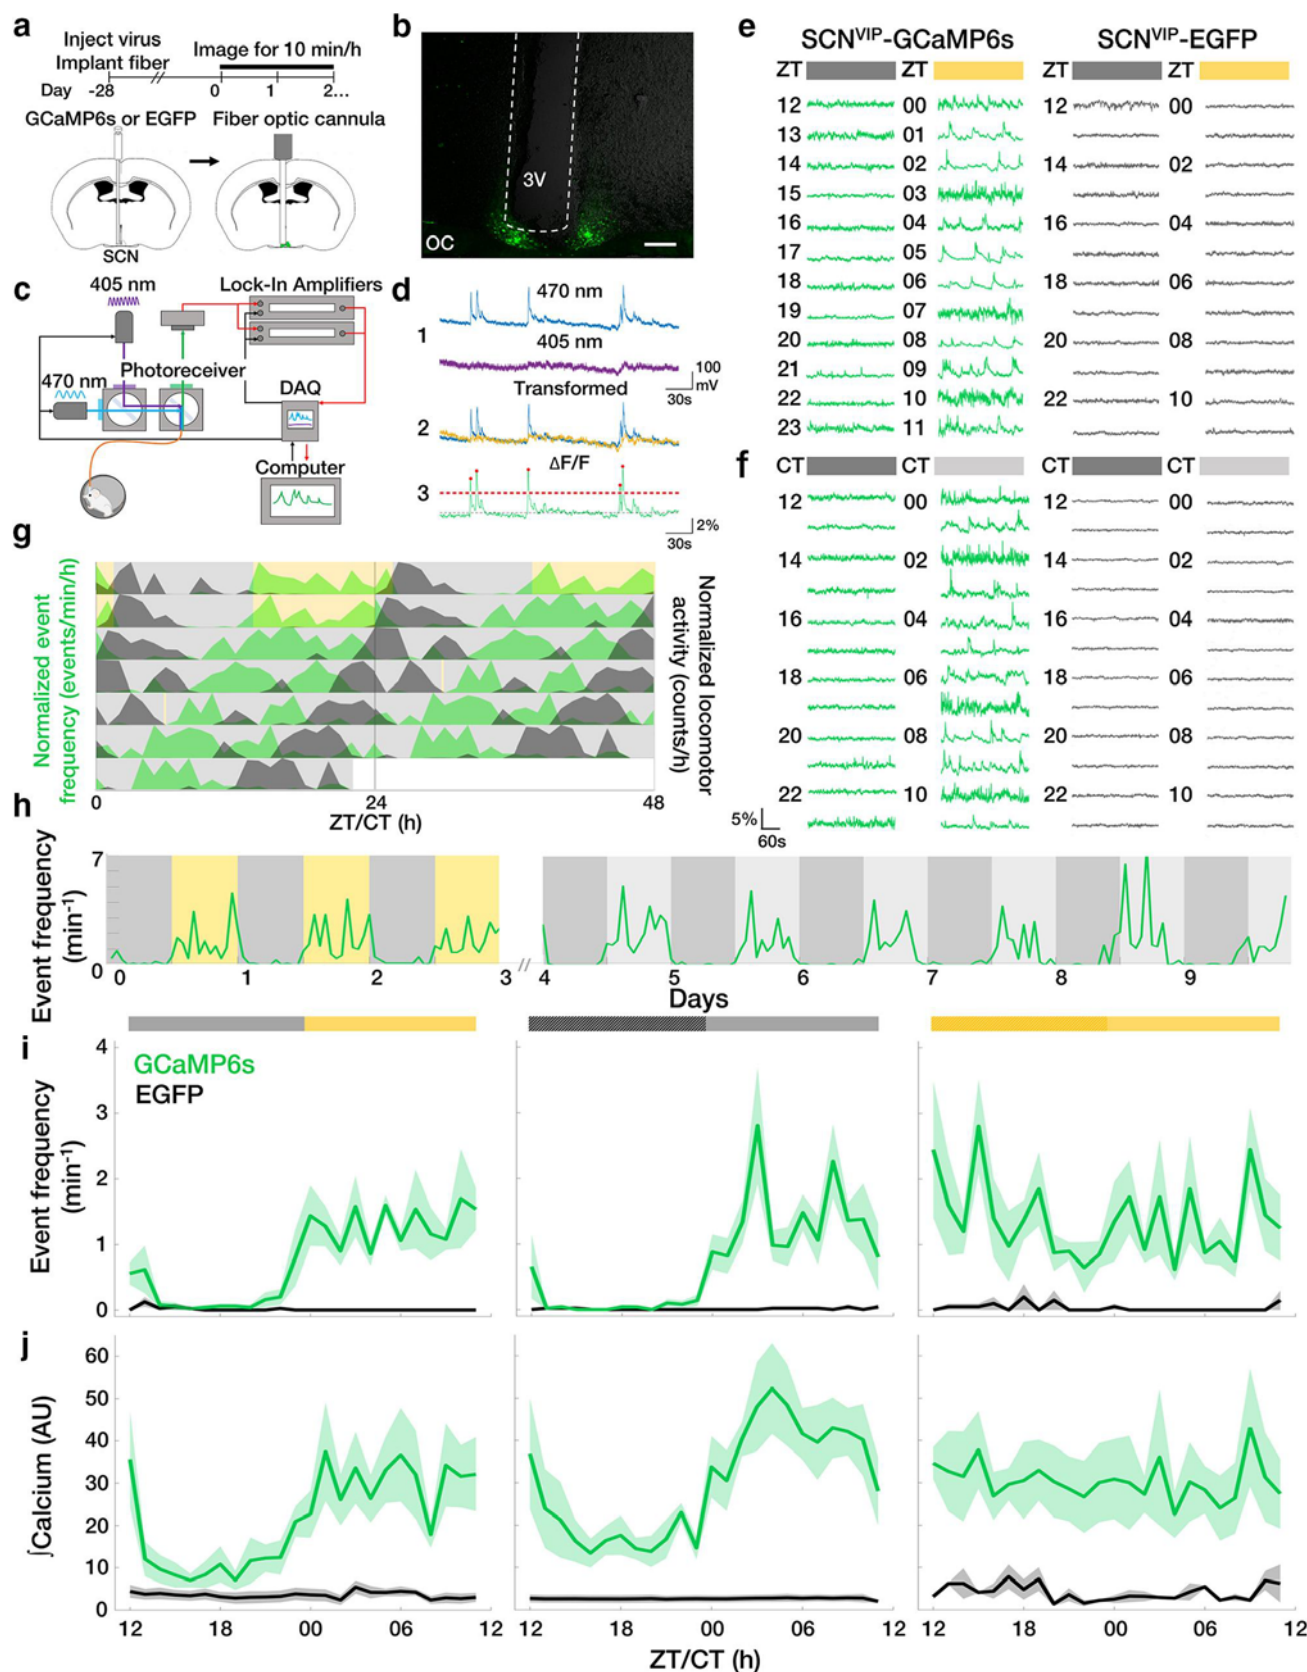 a
Inject virus
Implant fiber
Image for 10 min/h
Day -28 0 1 2...
GCaMP6s or EGFP
Fiber optic cannula
SCN
b
3V
OC
c
405 nm
Lock-In Amplifiers
470 nm
Photoreceiver
DAQ
Computer
d
470 nm
1
405 nm
100
mV
30s
Transformed
2
ΔF/F
3
2%
30s
e
SCNVIP-GCaMP6s SCNVIP-EGFP
ZT ZT ZT ZT
12 00 12 00
13 01
14 02 14 02
15 03
16 04 16 04
17 05
18 06 18 06
19 07
20 08 20 08
21 09
22 10 22 10
23 11
f
CT CT CT CT
12 00 12 00
14 02 14 02
16 04 16 04
18 06 18 06
20 08 20 08
22 10 22 10
5%
60s
g
Normalized event
frequency (events/min/h)
Normalized locomotor
activity (counts/h)
0 24 48
ZT/CT (h)
h
Event frequency
(min-1)
7
0
0 1 2 3 // 4 5 6 7 8 9
Days
i
GCaMP6s
EGFP
Event frequency
(min-1)
4
3
2
1
0
j
∫Calcium (AU)
60
50
40
30
20
10
0
12 18 00 06 12 00 06 12 18 00 06 12
ZT/CT (h)